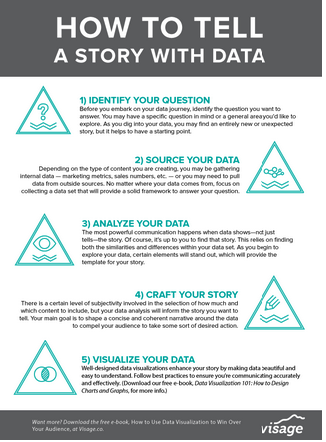 HOW TO TELL
A STORY WITH DATA
1) IDENTIFY YOUR QUESTION
Before you embark on your data journey, identify the question you want to
answer. You may have a specific question in mind or a general area you'd like to
explore. As you dig into your data, you may find an entirely new or unexpected
story, but it helps to have a starting point.
2) SOURCE YOUR DATA
Depending on the type of content you are creating, you may be gathering
internal data — marketing metrics, sales numbers, etc. — or you may need to pull
data from outside sources. No matter where your data comes from, focus on
collecting a data set that will provide a solid framework to answer your question.
3) ANALYZE YOUR DATA
The most powerful communication happens when data shows—not just
tells—the story. Of course, it's up to you to find that story. This relies on finding
both the similarities and differences within your data set. As you begin to
explore your data, certain elements will stand out, which will provide the
template for your story.
4) CRAFT YOUR STORY
There is a certain level of subjectivity involved in the selection of how much and
which content to include, but your data analysis will inform the story you want to
tell. Your main goal is to shape a coherent and coherent narrative around the data
to compel your audience to take some sort of desired action.
5) VISUALIZE YOUR DATA
Well-designed data visualizations enhance your story by making data beautiful and
easy to understand. Follow best practices to ensure you're communicating accurately
and effectively. (Download our free e-book, Data Visualization 101: How to Design
Charts and Graphs, for more info.)
Want more? Download the free e-book, How to Use Data Visualization to Win Over
Your Audience, at Visage.co.
visage